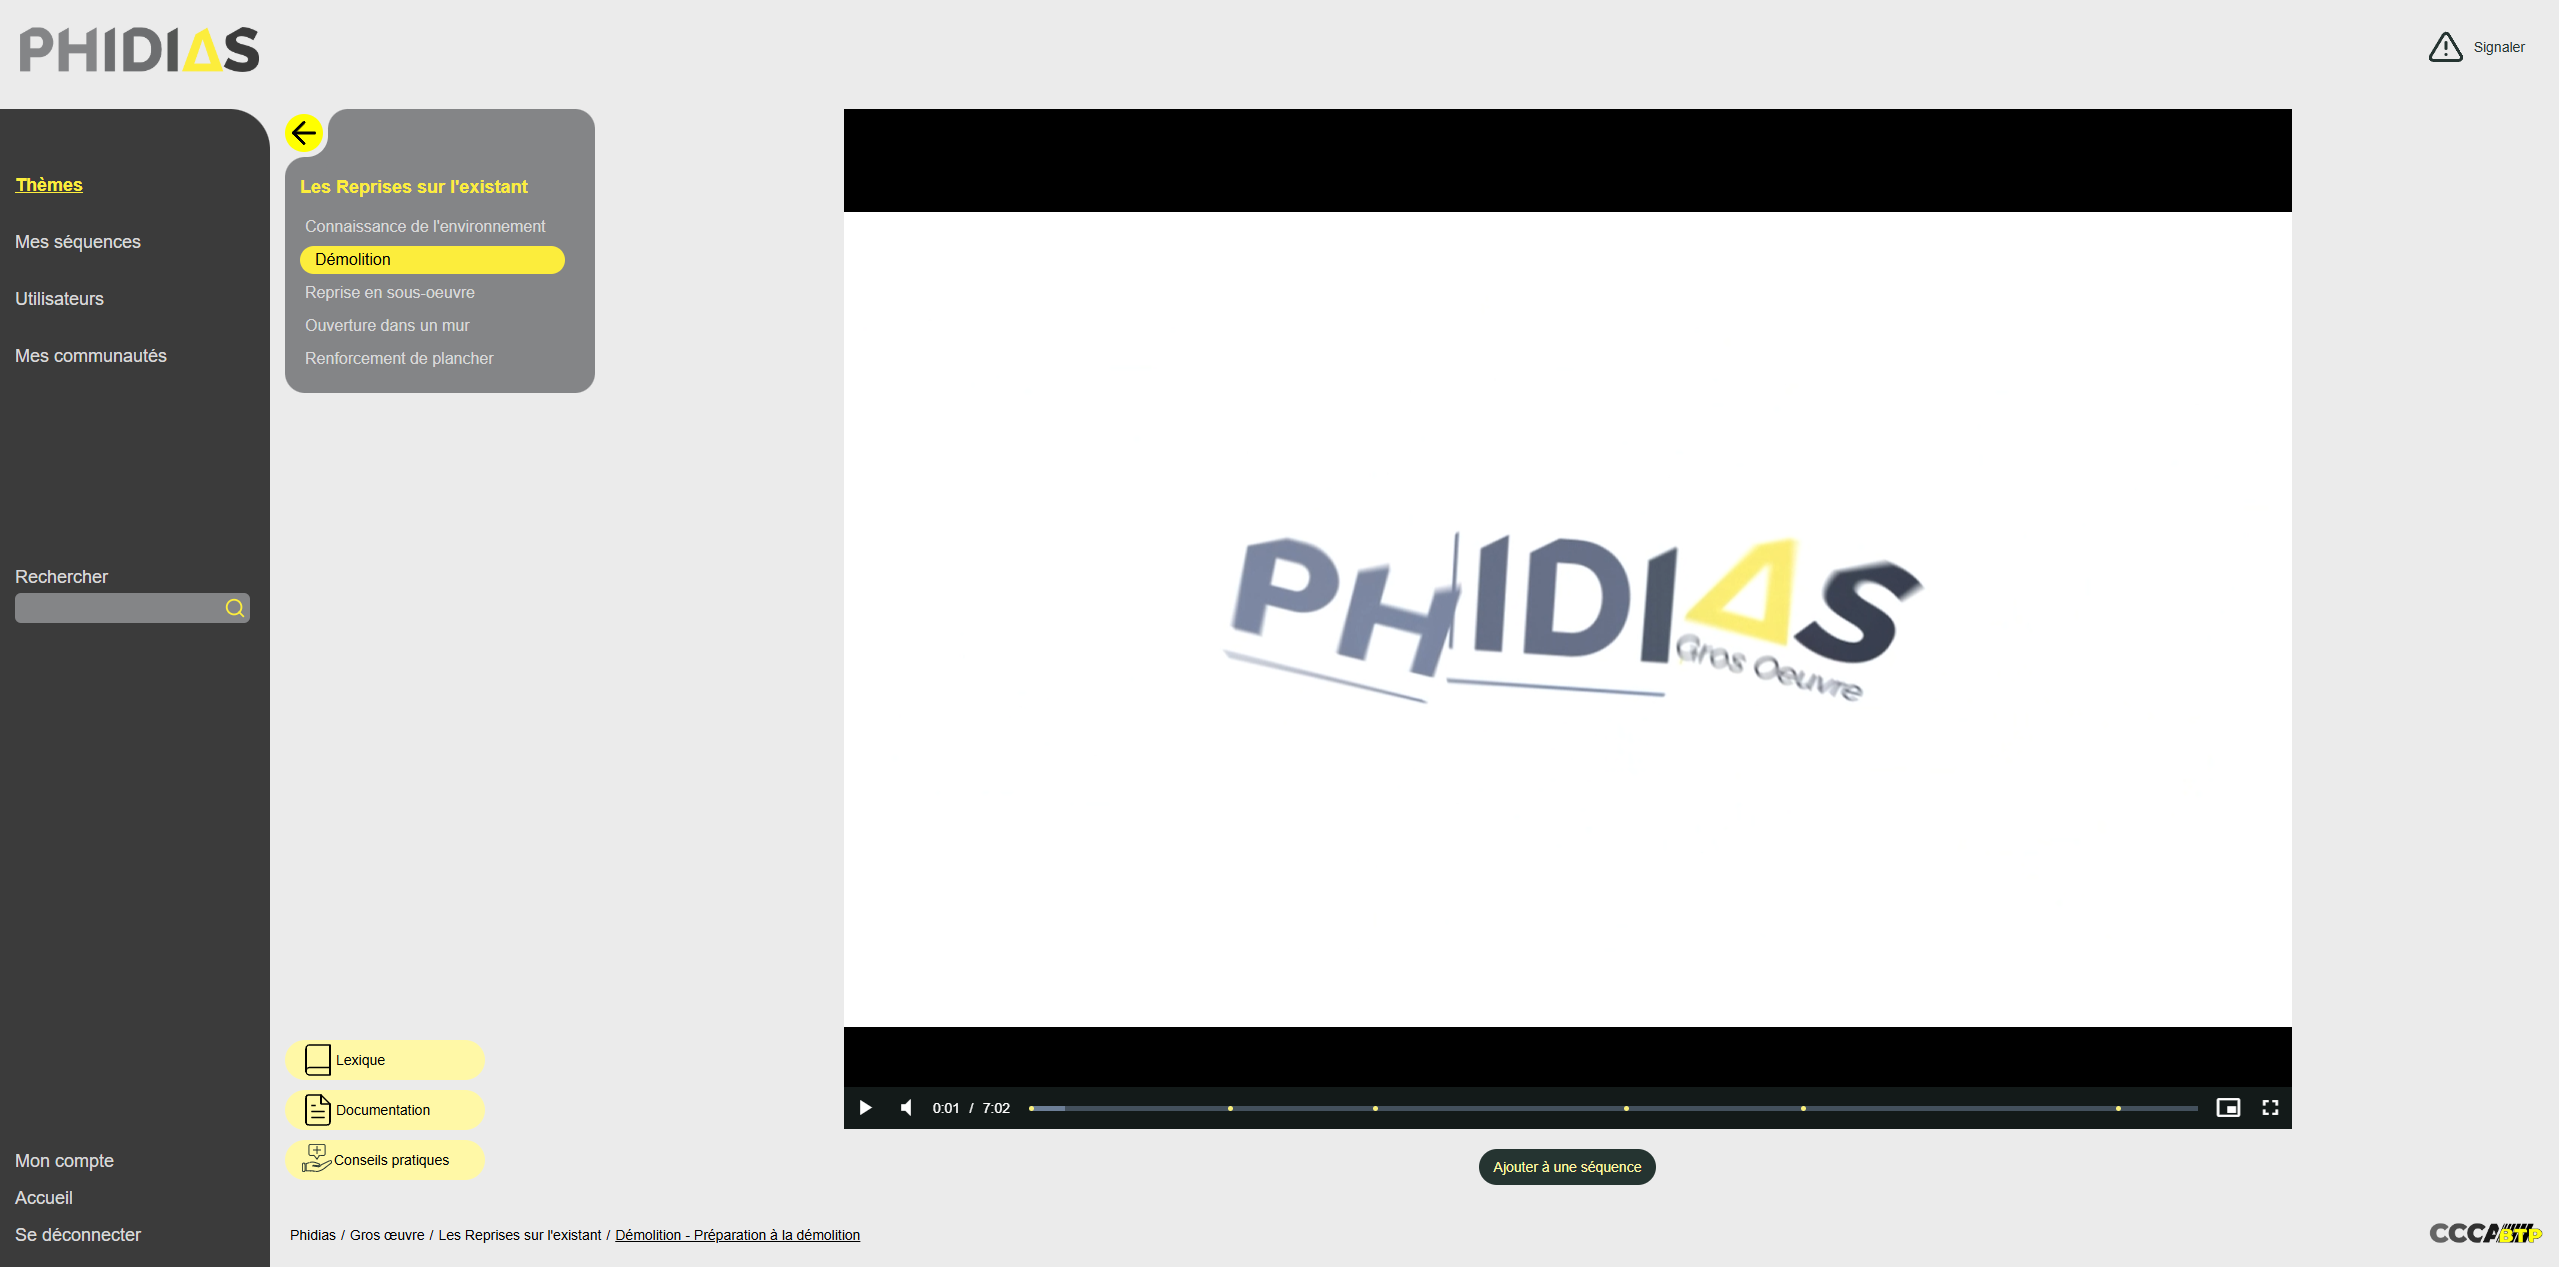 PHIDIAS
Signaler
Thèmes
Mes séquences
Utilisateurs
Mes communautés
Rechercher
Mon compte
Accueil
Se déconnecter
Les Reprises sur l'existant
Connaissance de l'environnement
Démolition
Reprise en sous-oeuvre
Ouverture dans un mur
Renforcement de plancher
Lexique
Documentation
Conseils pratiques
PHIDIAS
Gros Oeuvre
0:01 / 7:02
Ajouter à une séquence
Phidias / Gros œuvre / Les Reprises sur l'existant / Démolition - Préparation à la démolition
CCCABTP